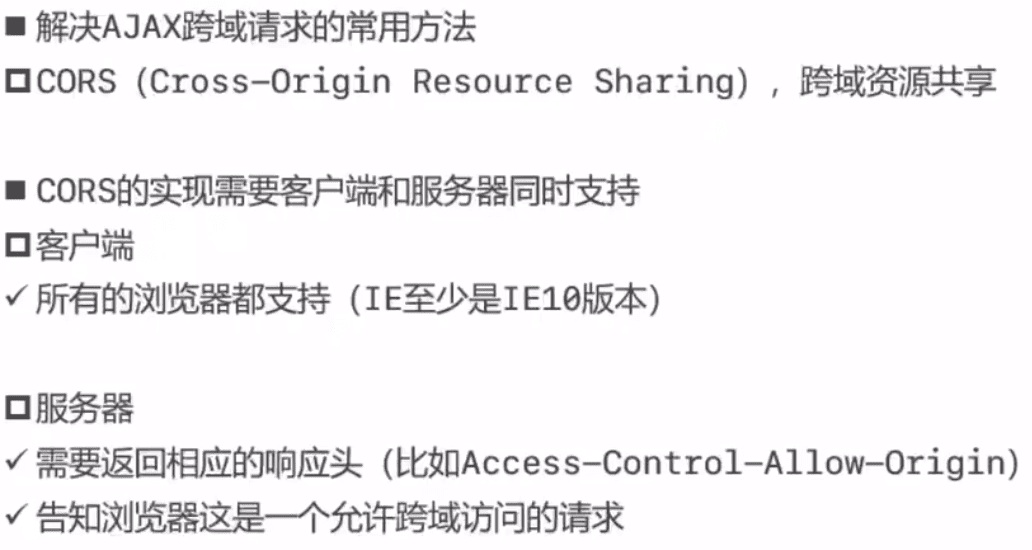 ■ 解决AJAX跨域请求的常用方法
□ CORS（Cross-Origin Resource Sharing），跨域资源共享
■ CORS的实现需要客户端和服务器同时支持
□ 客户端
✓ 所有的浏览器都支持（IE至少是IE10版本）
□ 服务器
✓ 需要返回相应的响应头（比如Access-Control-Allow-Origin）
✓ 告知浏览器这是一个允许跨域访问的请求